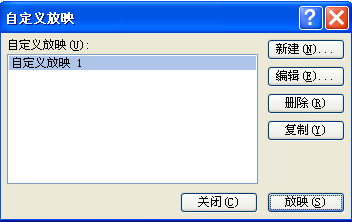 自定义放映
自定义放映(U):
自定义放映 1
新建(N)...
编辑(E)...
删除(R)
复制(Y)
关闭(C)
放映(S)